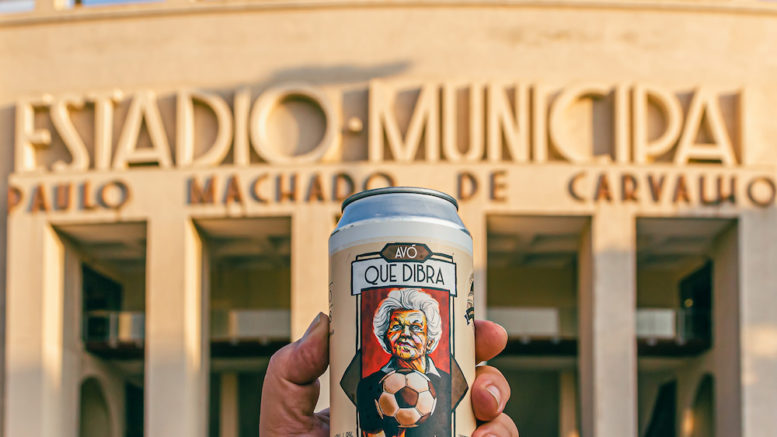 ESTADIO·MUNICIPAL
PAULO MACHADO DE CARVALHO
AVÓ
QUE DIBRA